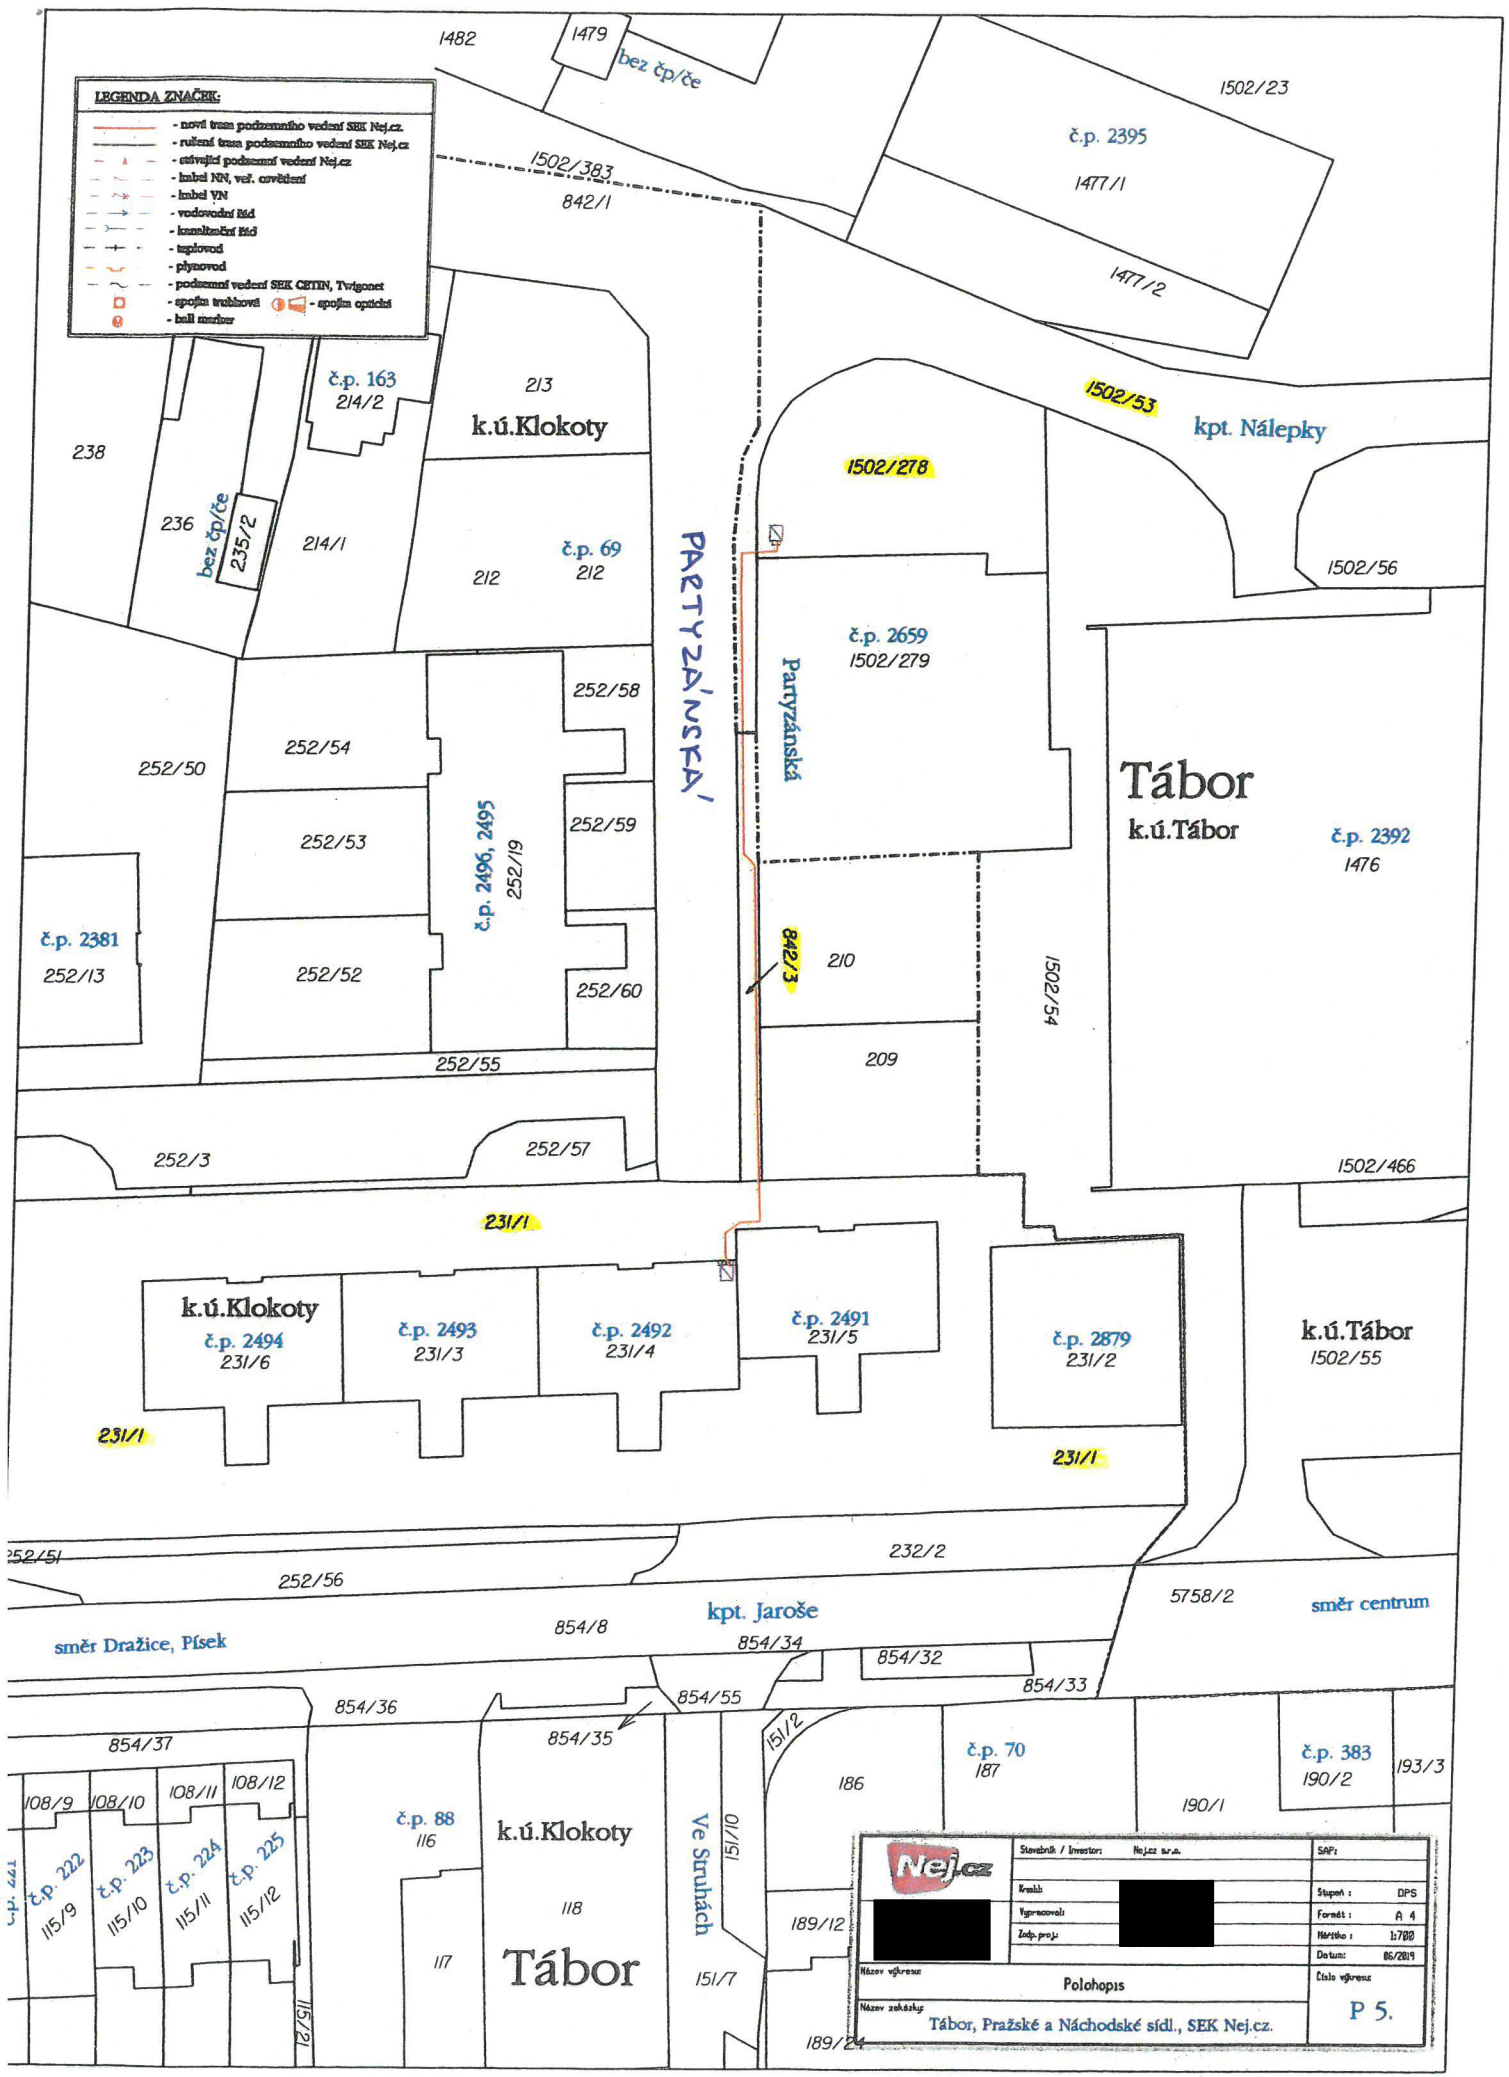 1482
1479
bez čp/če
1502/23
č.p. 2395
1477/1
1477/2
LEGENDA ZNAČEK:
- nová trasa podzemního vedení SEK Nej.cz
- rušená trasa podzemního vedení SEK Nej.cz
- stávající podzemní vedení Nej.cz
- kabel NN, veř. osvětlení
- kabel VN
- vodovodní řád
- kanalizační řád
- teplovod
- plynovod
- podzemní vedení SEK CETIN, Twigonet
- spojka trubková - spojka optická
- ball marker
1502/383
842/1
č.p. 163
214/2
213
k.ú.Klokoty
1502/53
kpt. Nálepky
238
236
bez čp/če
235/2
214/1
212
č.p. 69
212
1502/278
1502/56
PARTYZÁNSKÁ
Partyzánská
č.p. 2659
1502/279
252/58
252/54
252/50
252/53
č.p. 2496, 2495
252/19
252/59
Tábor
k.ú.Tábor
č.p. 2392
1476
č.p. 2381
252/13
252/52
252/60
842/3
210
1502/54
252/55
209
252/3
252/57
1502/466
231/1
k.ú.Klokoty
č.p. 2494
231/6
č.p. 2493
231/3
č.p. 2492
231/4
č.p. 2491
231/5
č.p. 2879
231/2
k.ú.Tábor
1502/55
231/1
231/1
252/51
252/56
232/2
5758/2
směr centrum
kpt. Jaroše
854/8
směr Dražice, Písek
854/34
854/32
854/33
854/36
854/55
854/35
854/37
151/2
č.p. 70
187
186
č.p. 383
190/2
193/3
190/1
108/9
108/10
108/11
108/12
č.p. 222
115/9
č.p. 223
115/10
č.p. 224
115/11
č.p. 225
115/12
115/21
č.p. 88
116
117
k.ú.Klokoty
118
Tábor
Ve Struhách
151/10
151/7
189/12
189/24
Nej.cz
Stavebník / Investor: Nej.cz s.r.o.
SAP:
Kreslil:
Vypracoval:
Zodp. proj.:
Stupeň : DPS
Formát : A 4
Měřítko : 1:700
Datum: 06/2019
Název výkresu:
Polohopis
Číslo výkresu:
P 5.
Název zakázky:
Tábor, Pražské a Náchodské sídl., SEK Nej.cz.